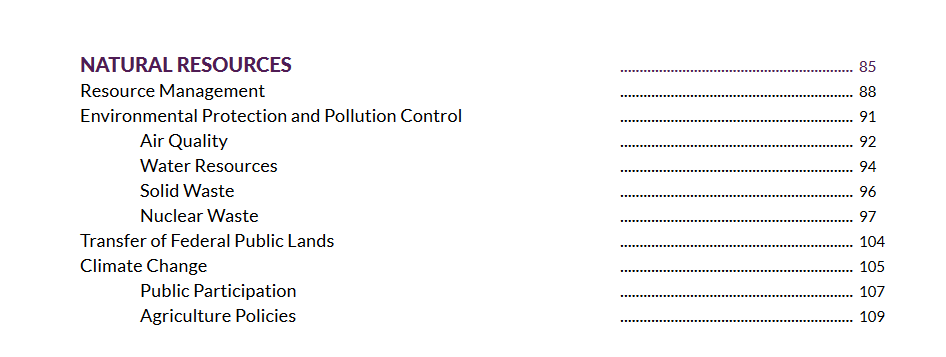 NATURAL RESOURCES ........................................................... 85
Resource Management ........................................................... 88
Environmental Protection and Pollution Control ........................................................... 91
Air Quality ........................................................... 92
Water Resources ........................................................... 94
Solid Waste ........................................................... 96
Nuclear Waste ........................................................... 97
Transfer of Federal Public Lands ........................................................... 104
Climate Change ........................................................... 105
Public Participation ........................................................... 107
Agriculture Policies ........................................................... 109